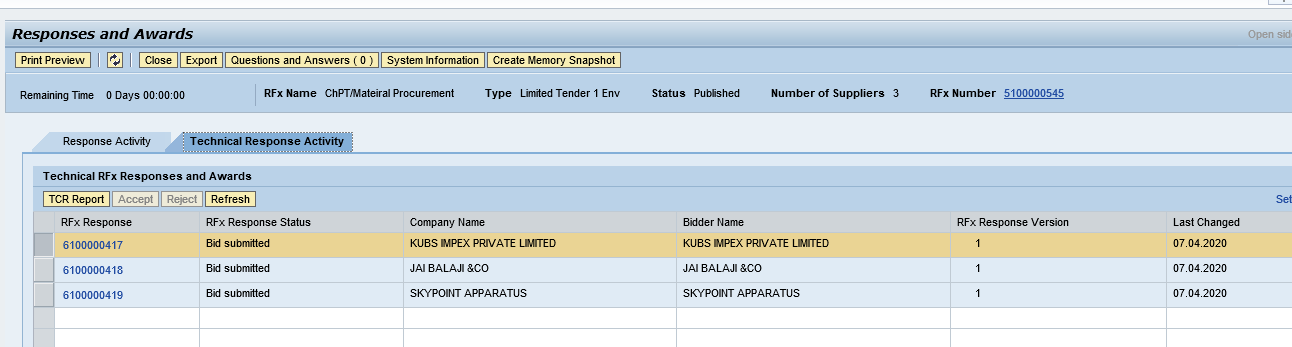 Responses and Awards
Open side
Print Preview Close Export Questions and Answers ( 0 ) System Information Create Memory Snapshot
Remaining Time 0 Days 00:00:00 RFx Name ChPT/Mateiral Procurement Type Limited Tender 1 Env Status Published Number of Suppliers 3 RFx Number 5100000545
Response Activity Technical Response Activity
Technical RFx Responses and Awards
TCR Report Accept Reject Refresh Set
RFx Response RFx Response Status Company Name Bidder Name RFx Response Version Last Changed
6100000417 Bid submitted KUBS IMPEX PRIVATE LIMITED KUBS IMPEX PRIVATE LIMITED 1 07.04.2020
6100000418 Bid submitted JAI BALAJI &CO JAI BALAJI &CO 1 07.04.2020
6100000419 Bid submitted SKYPOINT APPARATUS SKYPOINT APPARATUS 1 07.04.2020